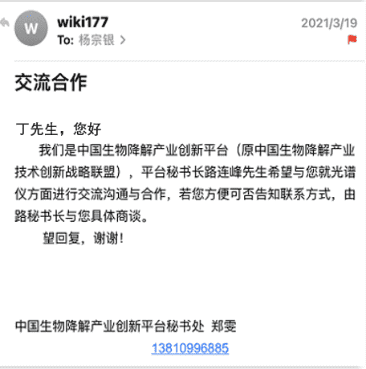 wiki177
2021/3/19
W
To: 杨宗银
交流合作
丁先生，您好
我们是中国生物降解产业创新平台（原中国生物降解产业
技术创新战略联盟），平台秘书长路连峰先生希望与您就光谱
仪方面进行交流沟通与合作，若您方便可否告知联系方式，由
路秘书长与您具体商谈。
望回复，谢谢！
中国生物降解产业创新平台秘书处 郑雯
13810996885